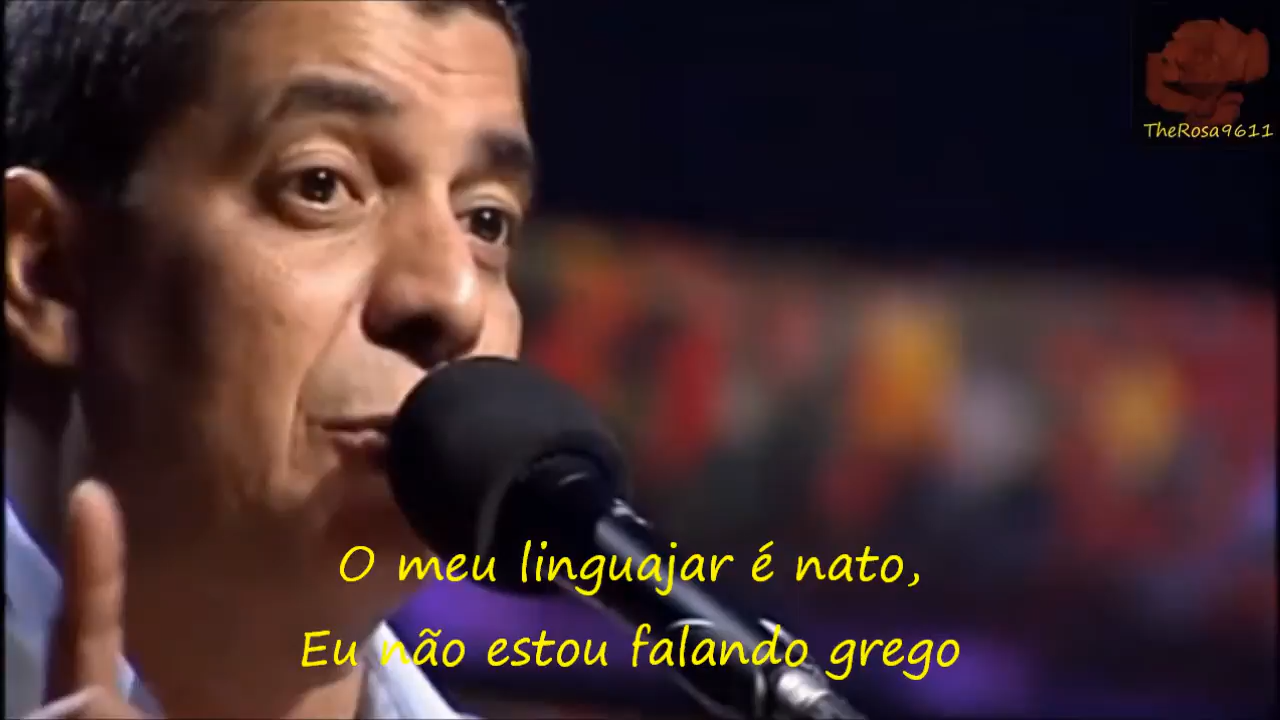 TheRosa9611
O meu linguajar é nato,
Eu não estou falando grego